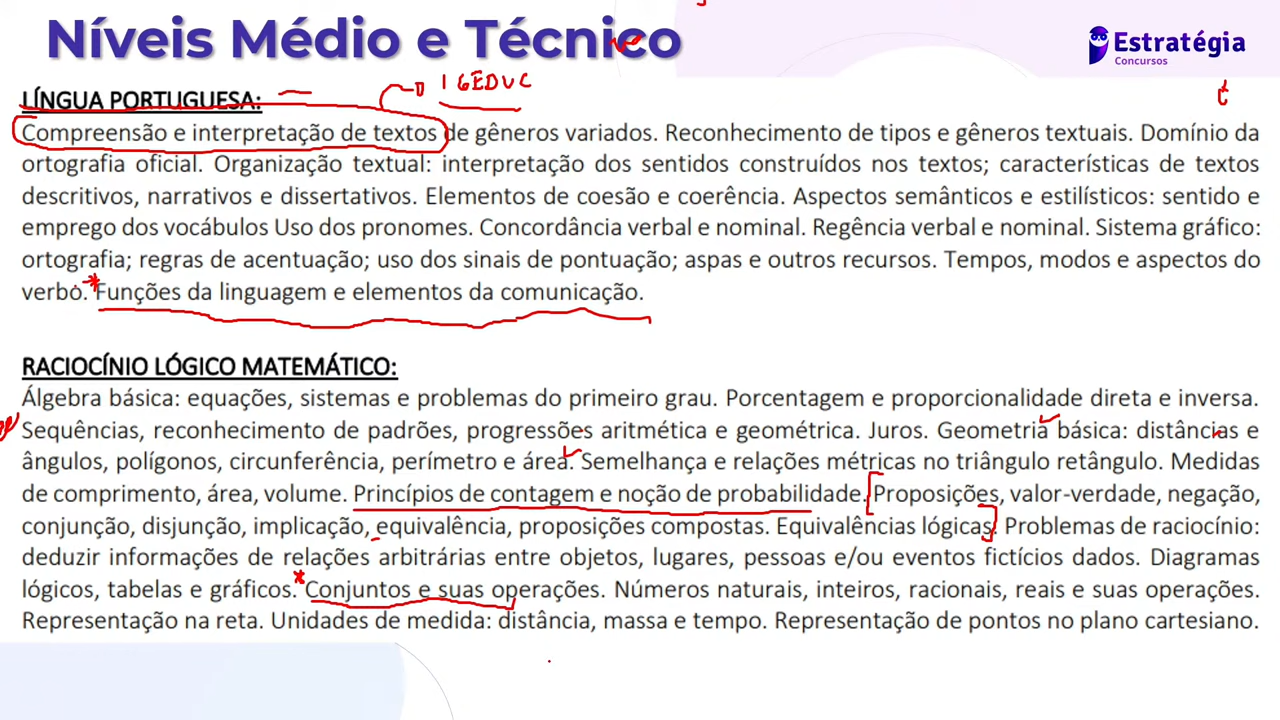 Níveis Médio e Técnico
Estratégia
Concursos
IGEDUC
LÍNGUA PORTUGUESA:
Compreensão e interpretação de textos de gêneros variados. Reconhecimento de tipos e gêneros textuais. Domínio da
ortografia oficial. Organização textual: interpretação dos sentidos construídos nos textos; características de textos
descritivos, narrativos e dissertativos. Elementos de coesão e coerência. Aspectos semânticos e estilísticos: sentido e
emprego dos vocábulos Uso dos pronomes. Concordância verbal e nominal. Regência verbal e nominal. Sistema gráfico:
ortografia; regras de acentuação; uso dos sinais de pontuação; aspas e outros recursos. Tempos, modos e aspectos do
verbo. *Funções da linguagem e elementos da comunicação.
RACIOCÍNIO LÓGICO MATEMÁTICO:
Álgebra básica: equações, sistemas e problemas do primeiro grau. Porcentagem e proporcionalidade direta e inversa.
Sequências, reconhecimento de padrões, progressões aritmética e geométrica. Juros. Geometria básica: distâncias e
ângulos, polígonos, circunferência, perímetro e área. Semelhança e relações métricas no triângulo retângulo. Medidas
de comprimento, área, volume. Princípios de contagem e noção de probabilidade. [Proposições, valor-verdade, negação,
conjunção, disjunção, implicação, equivalência, proposições compostas. Equivalências lógicas.] Problemas de raciocínio:
deduzir informações de relações arbitrárias entre objetos, lugares, pessoas e/ou eventos fictícios dados. Diagramas
lógicos, tabelas e gráficos. *Conjuntos e suas operações. Números naturais, inteiros, racionais, reais e suas operações.
Representação na reta. Unidades de medida: distância, massa e tempo. Representação de pontos no plano cartesiano.